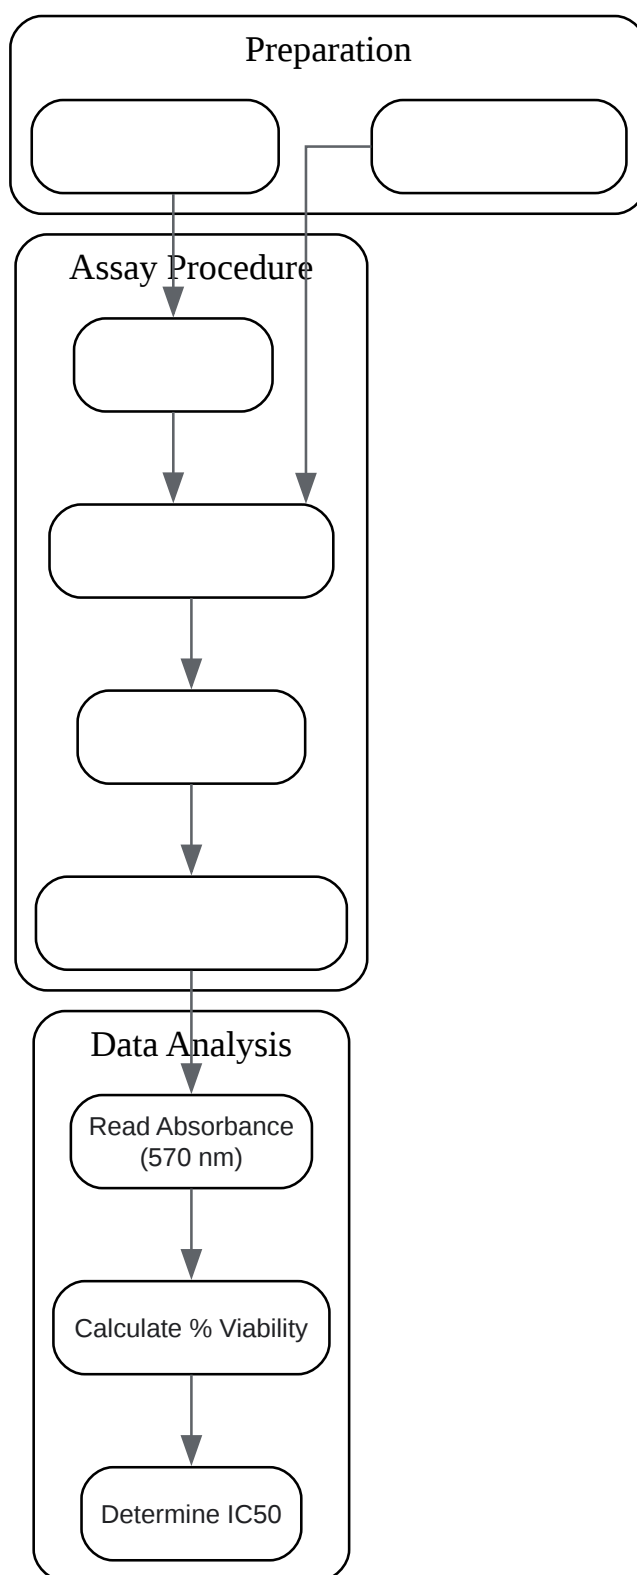 Preparation
Assay Procedure
Data Analysis
Read Absorbance
(570 nm)
Calculate % Viability
Determine IC50